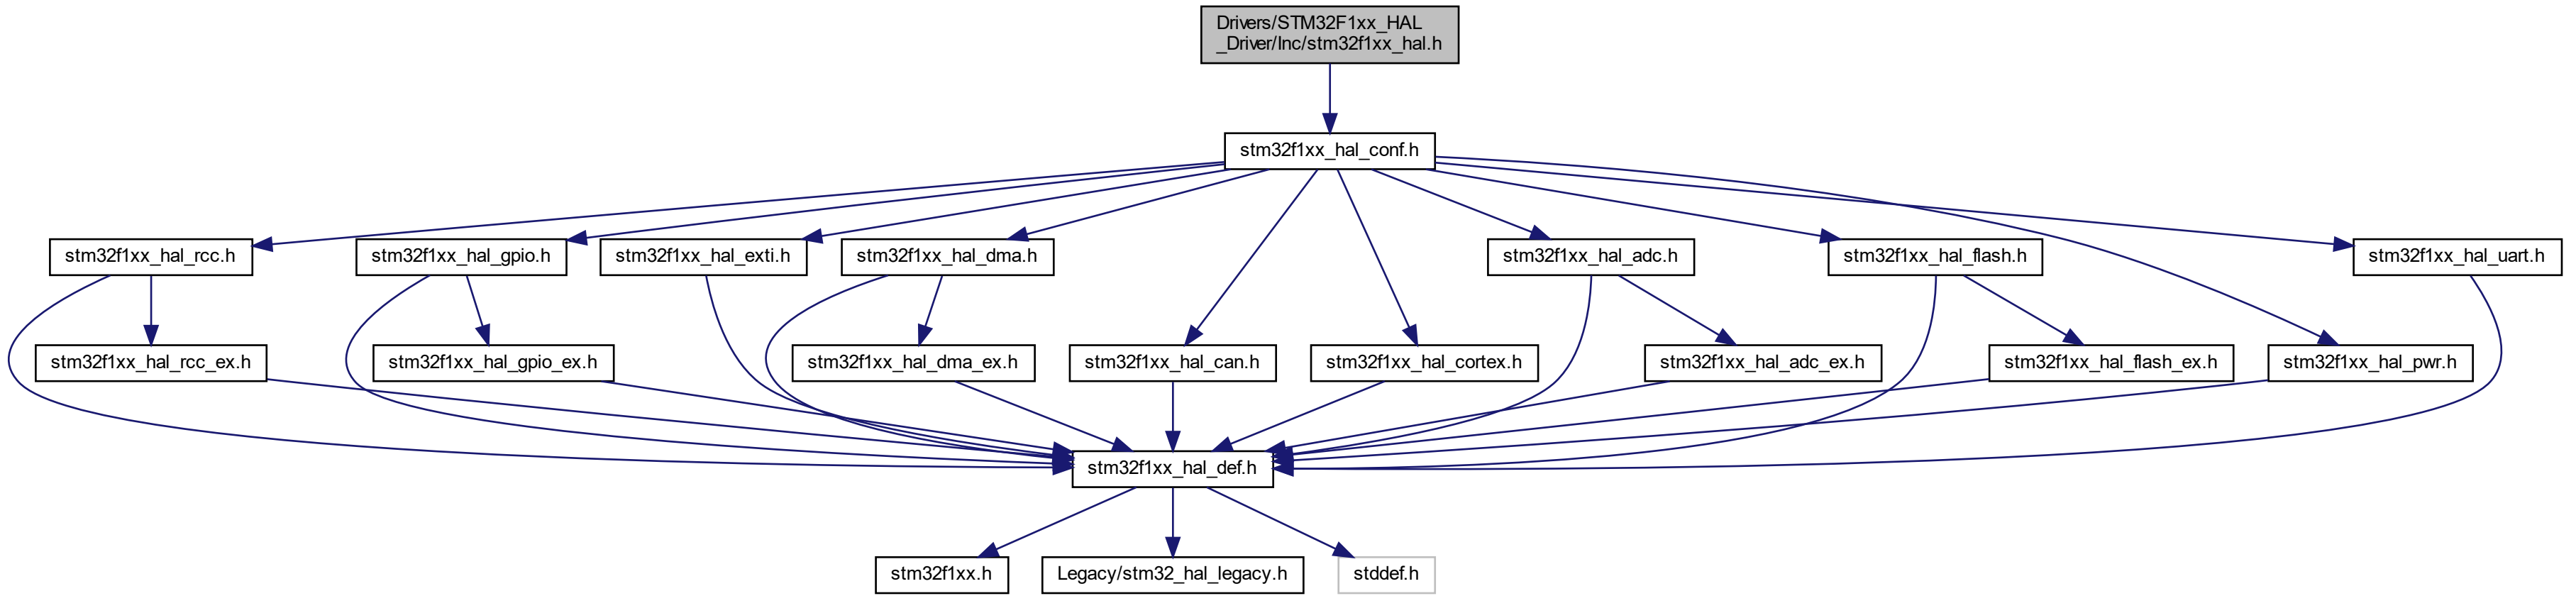 Drivers/STM32F1xx_HAL
_Driver/Inc/stm32f1xx_hal.h
stm32f1xx_hal_conf.h
stm32f1xx_hal_rcc.h
stm32f1xx_hal_gpio.h
stm32f1xx_hal_exti.h
stm32f1xx_hal_dma.h
stm32f1xx_hal_adc.h
stm32f1xx_hal_flash.h
stm32f1xx_hal_uart.h
stm32f1xx_hal_rcc_ex.h
stm32f1xx_hal_gpio_ex.h
stm32f1xx_hal_dma_ex.h
stm32f1xx_hal_can.h
stm32f1xx_hal_cortex.h
stm32f1xx_hal_adc_ex.h
stm32f1xx_hal_flash_ex.h
stm32f1xx_hal_pwr.h
stm32f1xx_hal_def.h
stm32f1xx.h
Legacy/stm32_hal_legacy.h
stddef.h